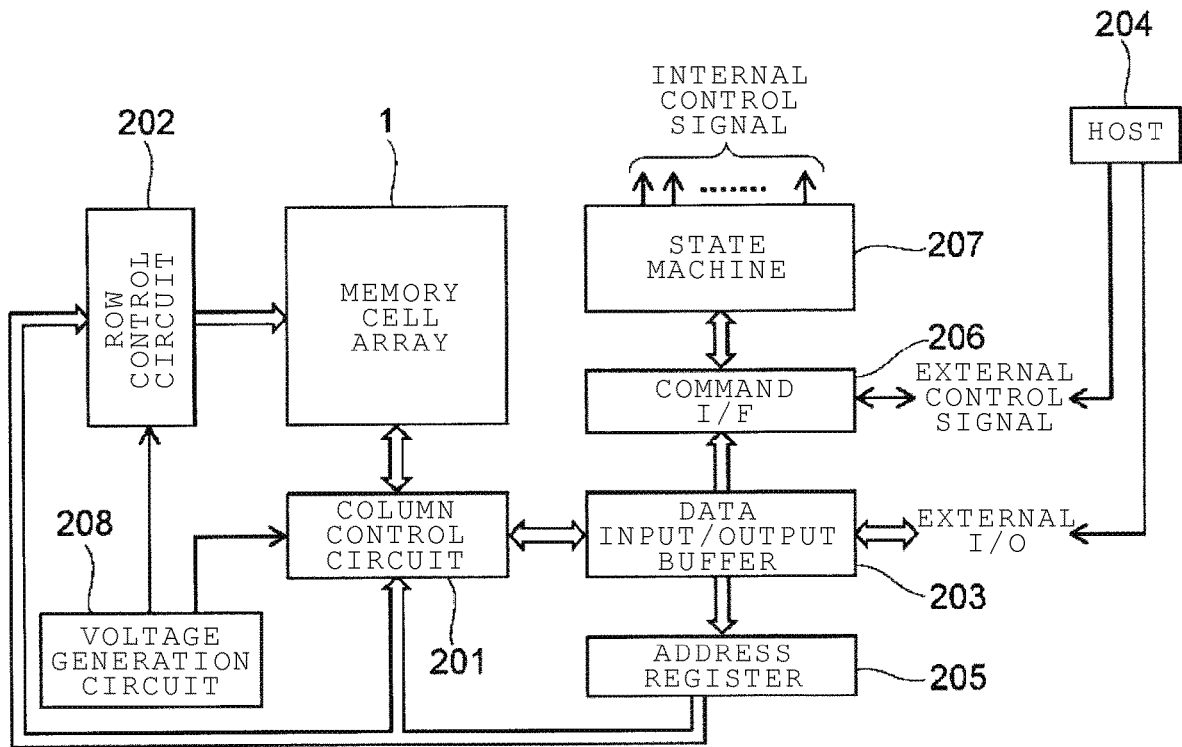 204
INTERNAL
CONTROL
SIGNAL
HOST
202
1
ROW
CONTROL
CIRCUIT
MEMORY
CELL
ARRAY
.......
STATE
MACHINE
207
206
COMMAND
I/F
EXTERNAL
CONTROL
SIGNAL
208
COLUMN
CONTROL
CIRCUIT
DATA
INPUT/OUTPUT
BUFFER
EXTERNAL
I/O
203
VOLTAGE
GENERATION
CIRCUIT
201
ADDRESS
REGISTER
205